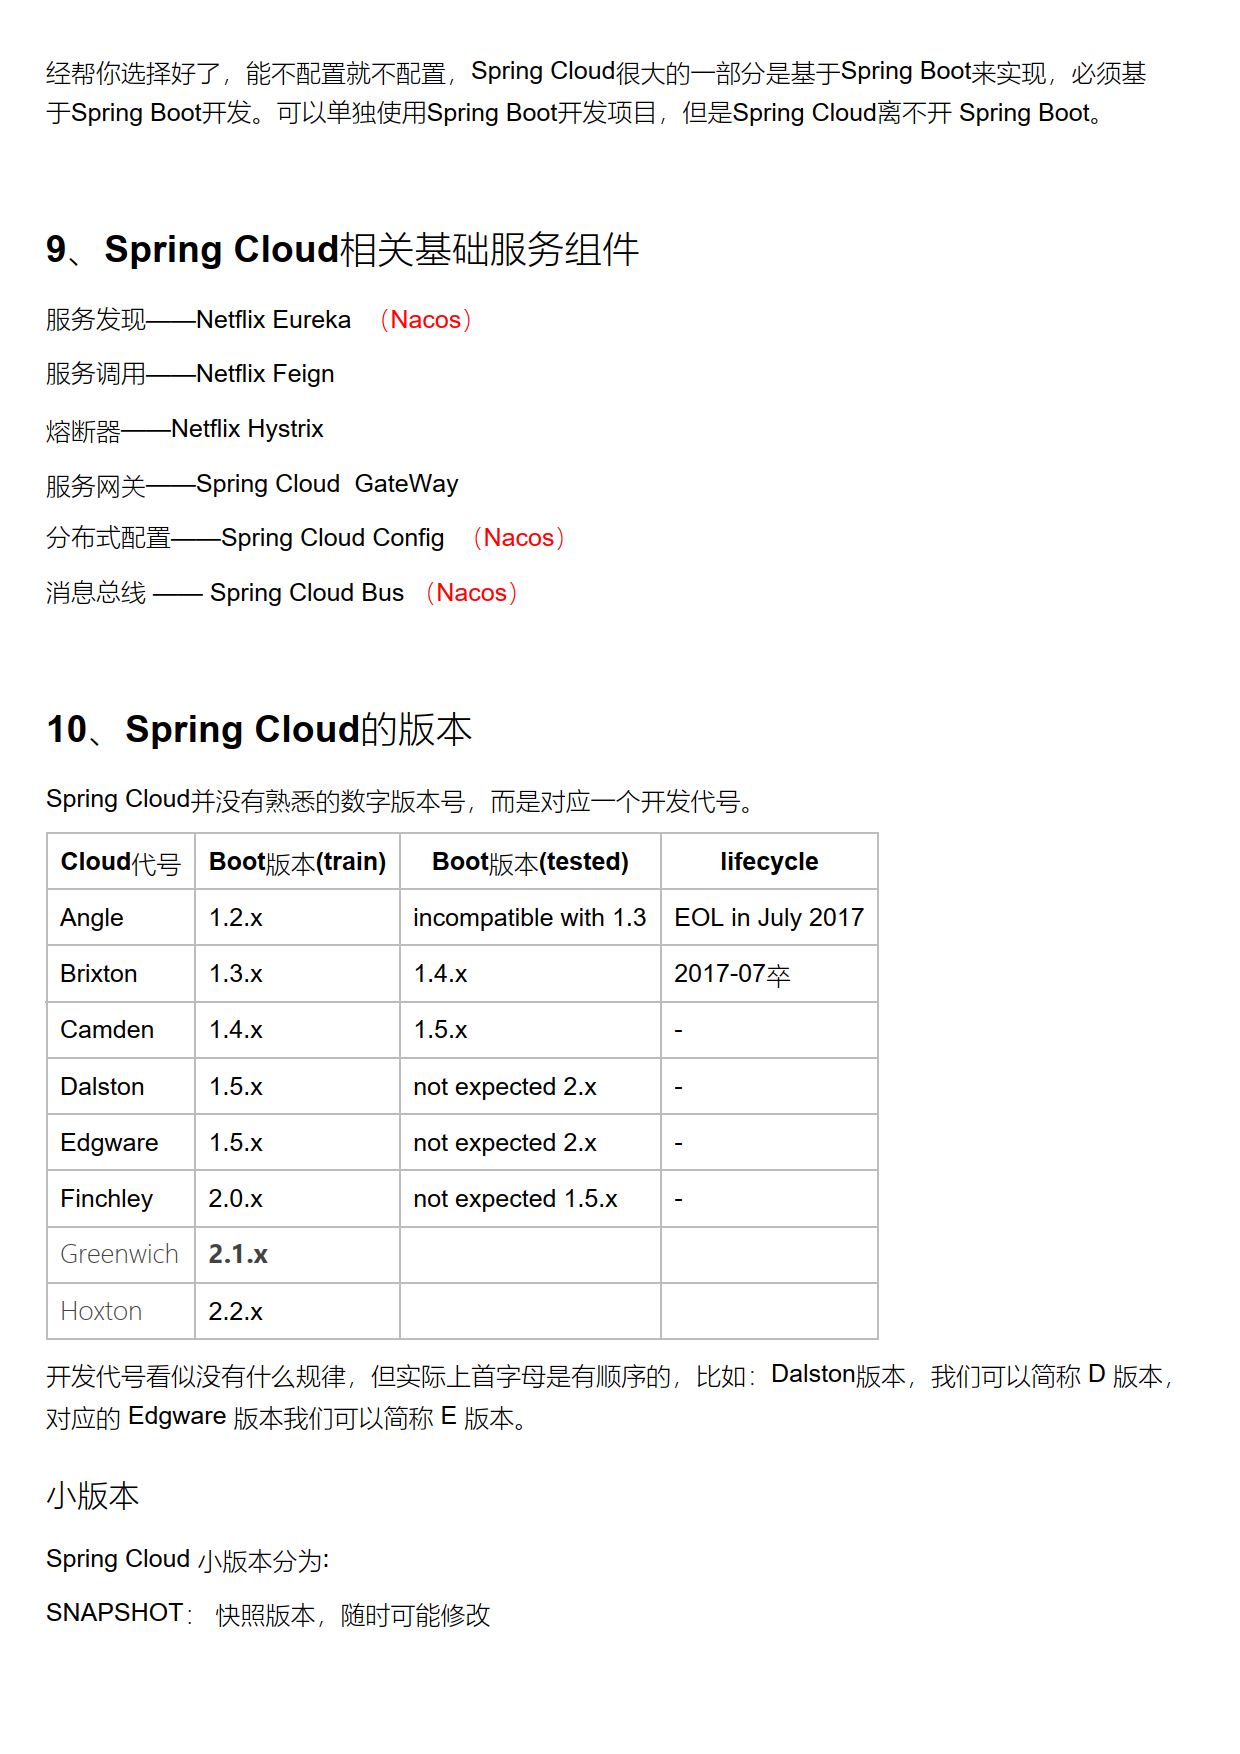 经帮你选择好了，能不配置就不配置，Spring Cloud很大的一部分是基于Spring Boot来实现，必须基
于Spring Boot开发。可以单独使用Spring Boot开发项目，但是Spring Cloud离不开 Spring Boot。
9、Spring Cloud相关基础服务组件
服务发现——Netflix Eureka （Nacos）
服务调用——Netflix Feign
熔断器——Netflix Hystrix
服务网关——Spring Cloud  GateWay
分布式配置——Spring Cloud Config （Nacos）
消息总线 —— Spring Cloud Bus （Nacos）
10、Spring Cloud的版本
Spring Cloud并没有熟悉的数字版本号，而是对应一个开发代号。
Cloud代号 Boot版本(train) Boot版本(tested) lifecycle
Angle 1.2.x incompatible with 1.3 EOL in July 2017
Brixton 1.3.x 1.4.x 2017-07卒
Camden 1.4.x 1.5.x -
Dalston 1.5.x not expected 2.x -
Edgware 1.5.x not expected 2.x -
Finchley 2.0.x not expected 1.5.x -
Greenwich 2.1.x
Hoxton 2.2.x
开发代号看似没有什么规律，但实际上首字母是有顺序的，比如：Dalston版本，我们可以简称 D 版本，
对应的 Edgware 版本我们可以简称 E 版本。
小版本
Spring Cloud 小版本分为:
SNAPSHOT： 快照版本，随时可能修改